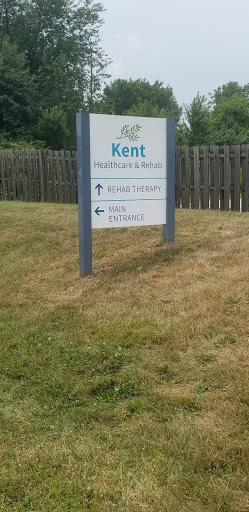 Kent
Healthcare & Rehab
↑ REHAB THERAPY
← MAIN
ENTRANCE